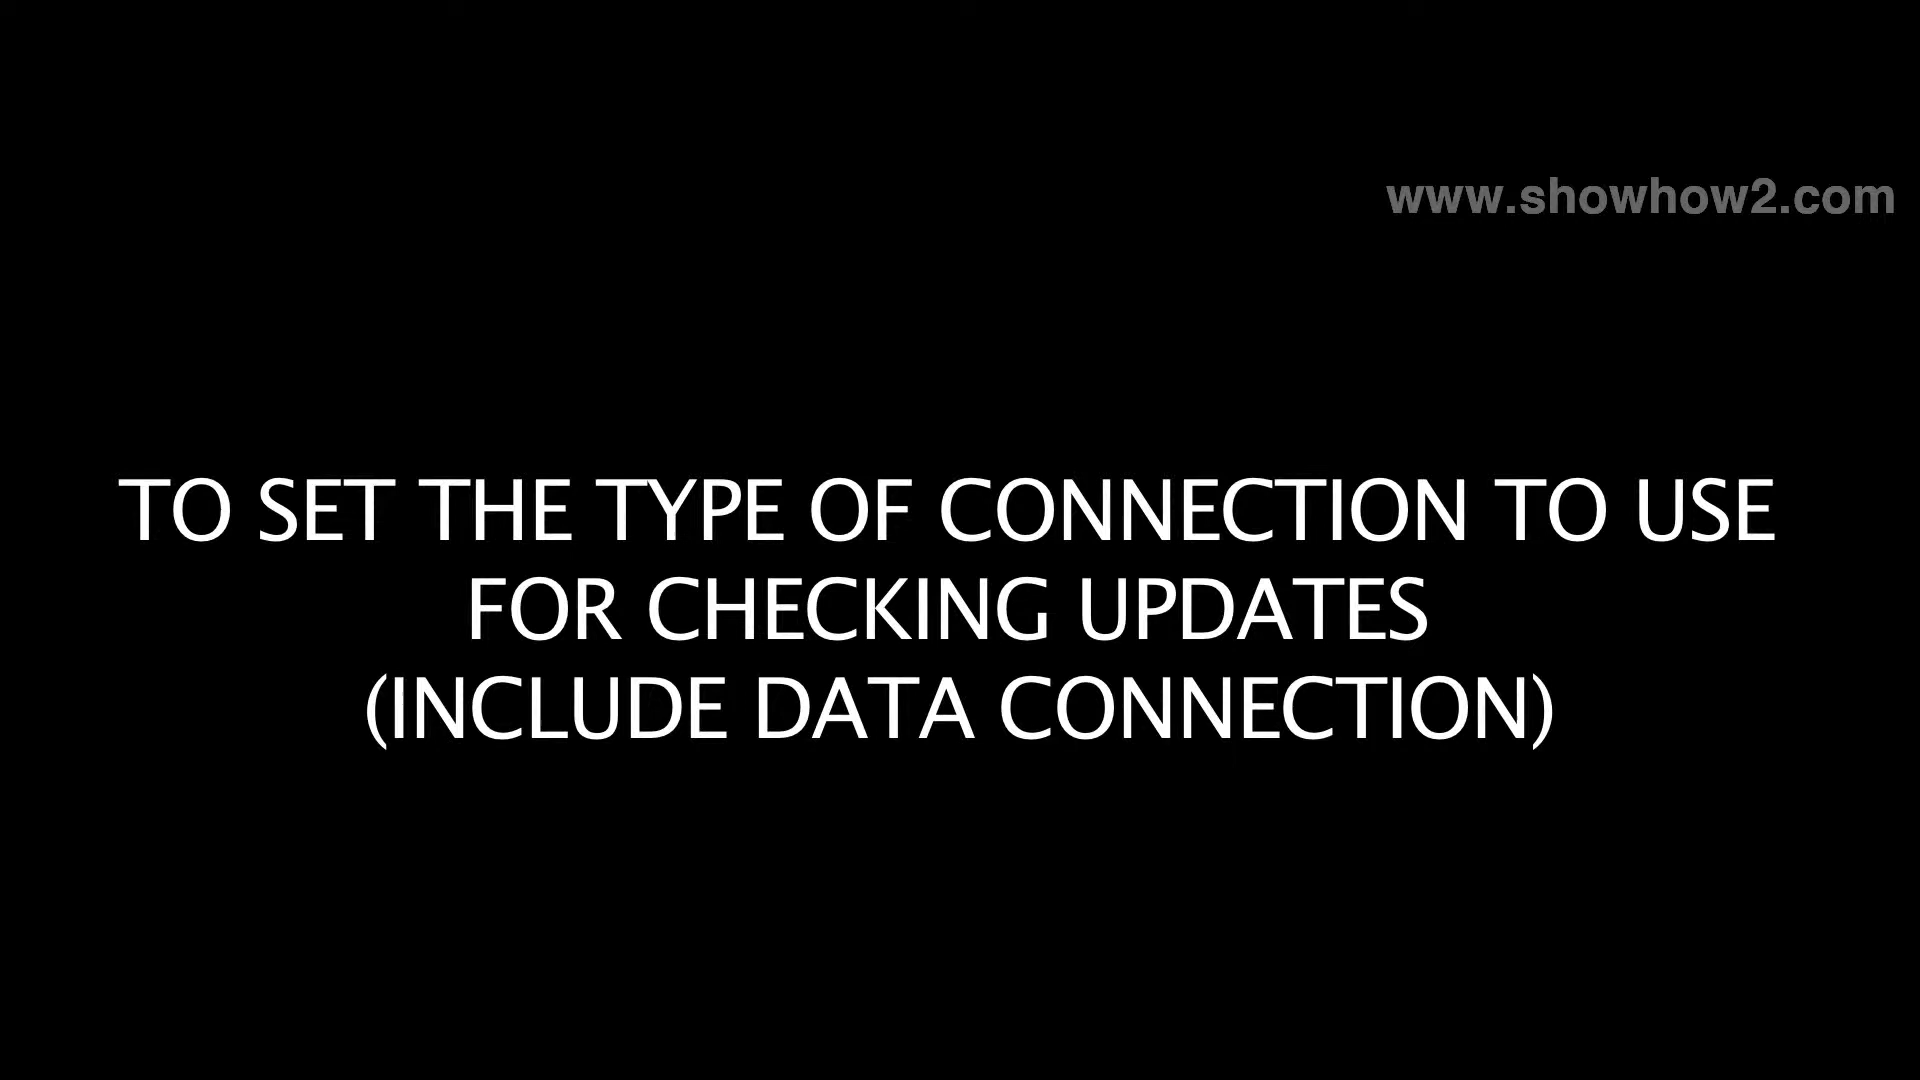 www.showhow2.com
TO SET THE TYPE OF CONNECTION TO USE
FOR CHECKING UPDATES
(INCLUDE DATA CONNECTION)